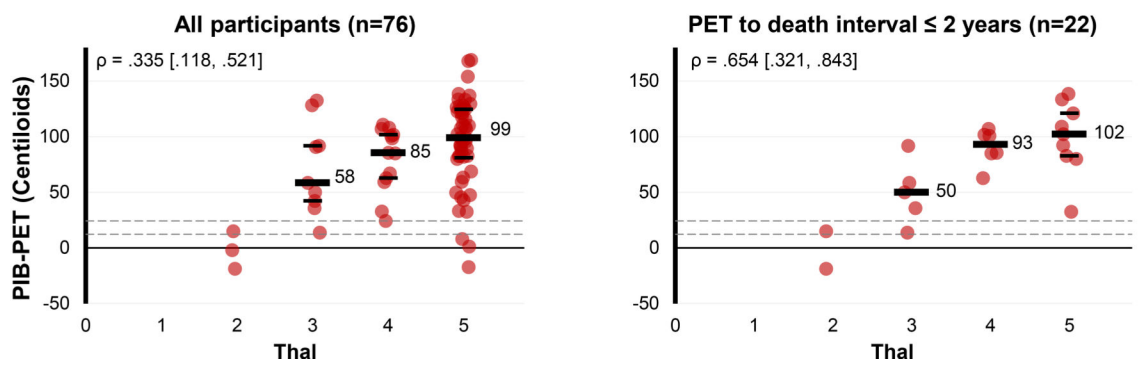 All participants (n=76)
ρ = .335 [.118, .521]
PIB-PET (Centiloids)
150
100
50
0
-50
58
85
99
0 1 2 3 4 5
Thal
PET to death interval ≤ 2 years (n=22)
ρ = .654 [.321, .843]
150
100
50
0
-50
50
93
102
0 1 2 3 4 5
Thal